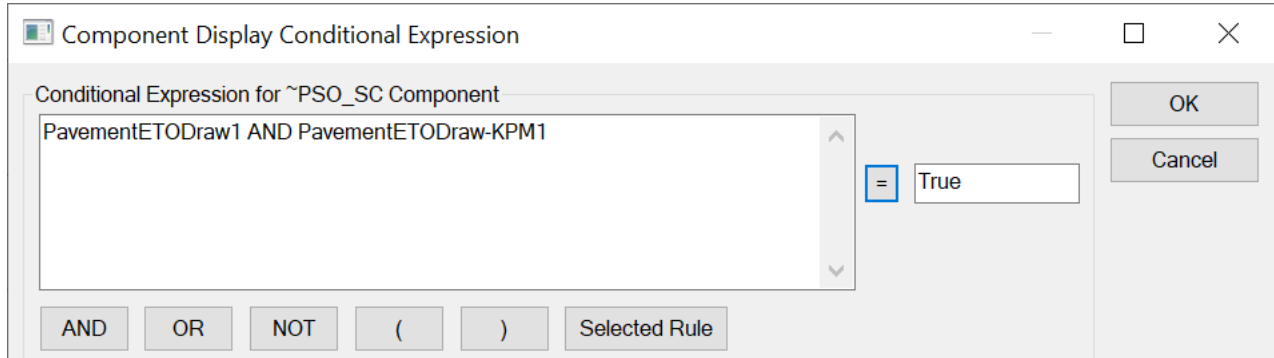 Component Display Conditional Expression
Conditional Expression for ~PSO_SC Component
OK
PavementETODraw1 AND PavementETODraw-KPM1
Cancel
= True
AND OR NOT ( ) Selected Rule